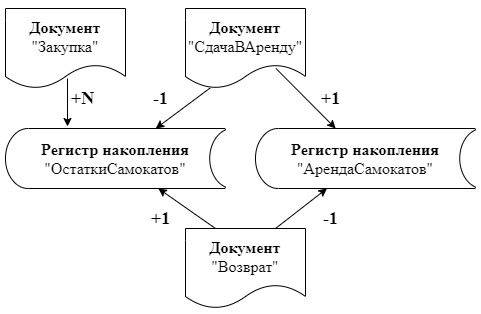 Документ
"Закупка"
Документ
"СдачаВАренду"
+N
-1
+1
Регистр накопления
"ОстаткиСамокатов"
Регистр накопления
"АрендаСамокатов"
+1
-1
Документ
"Возврат"